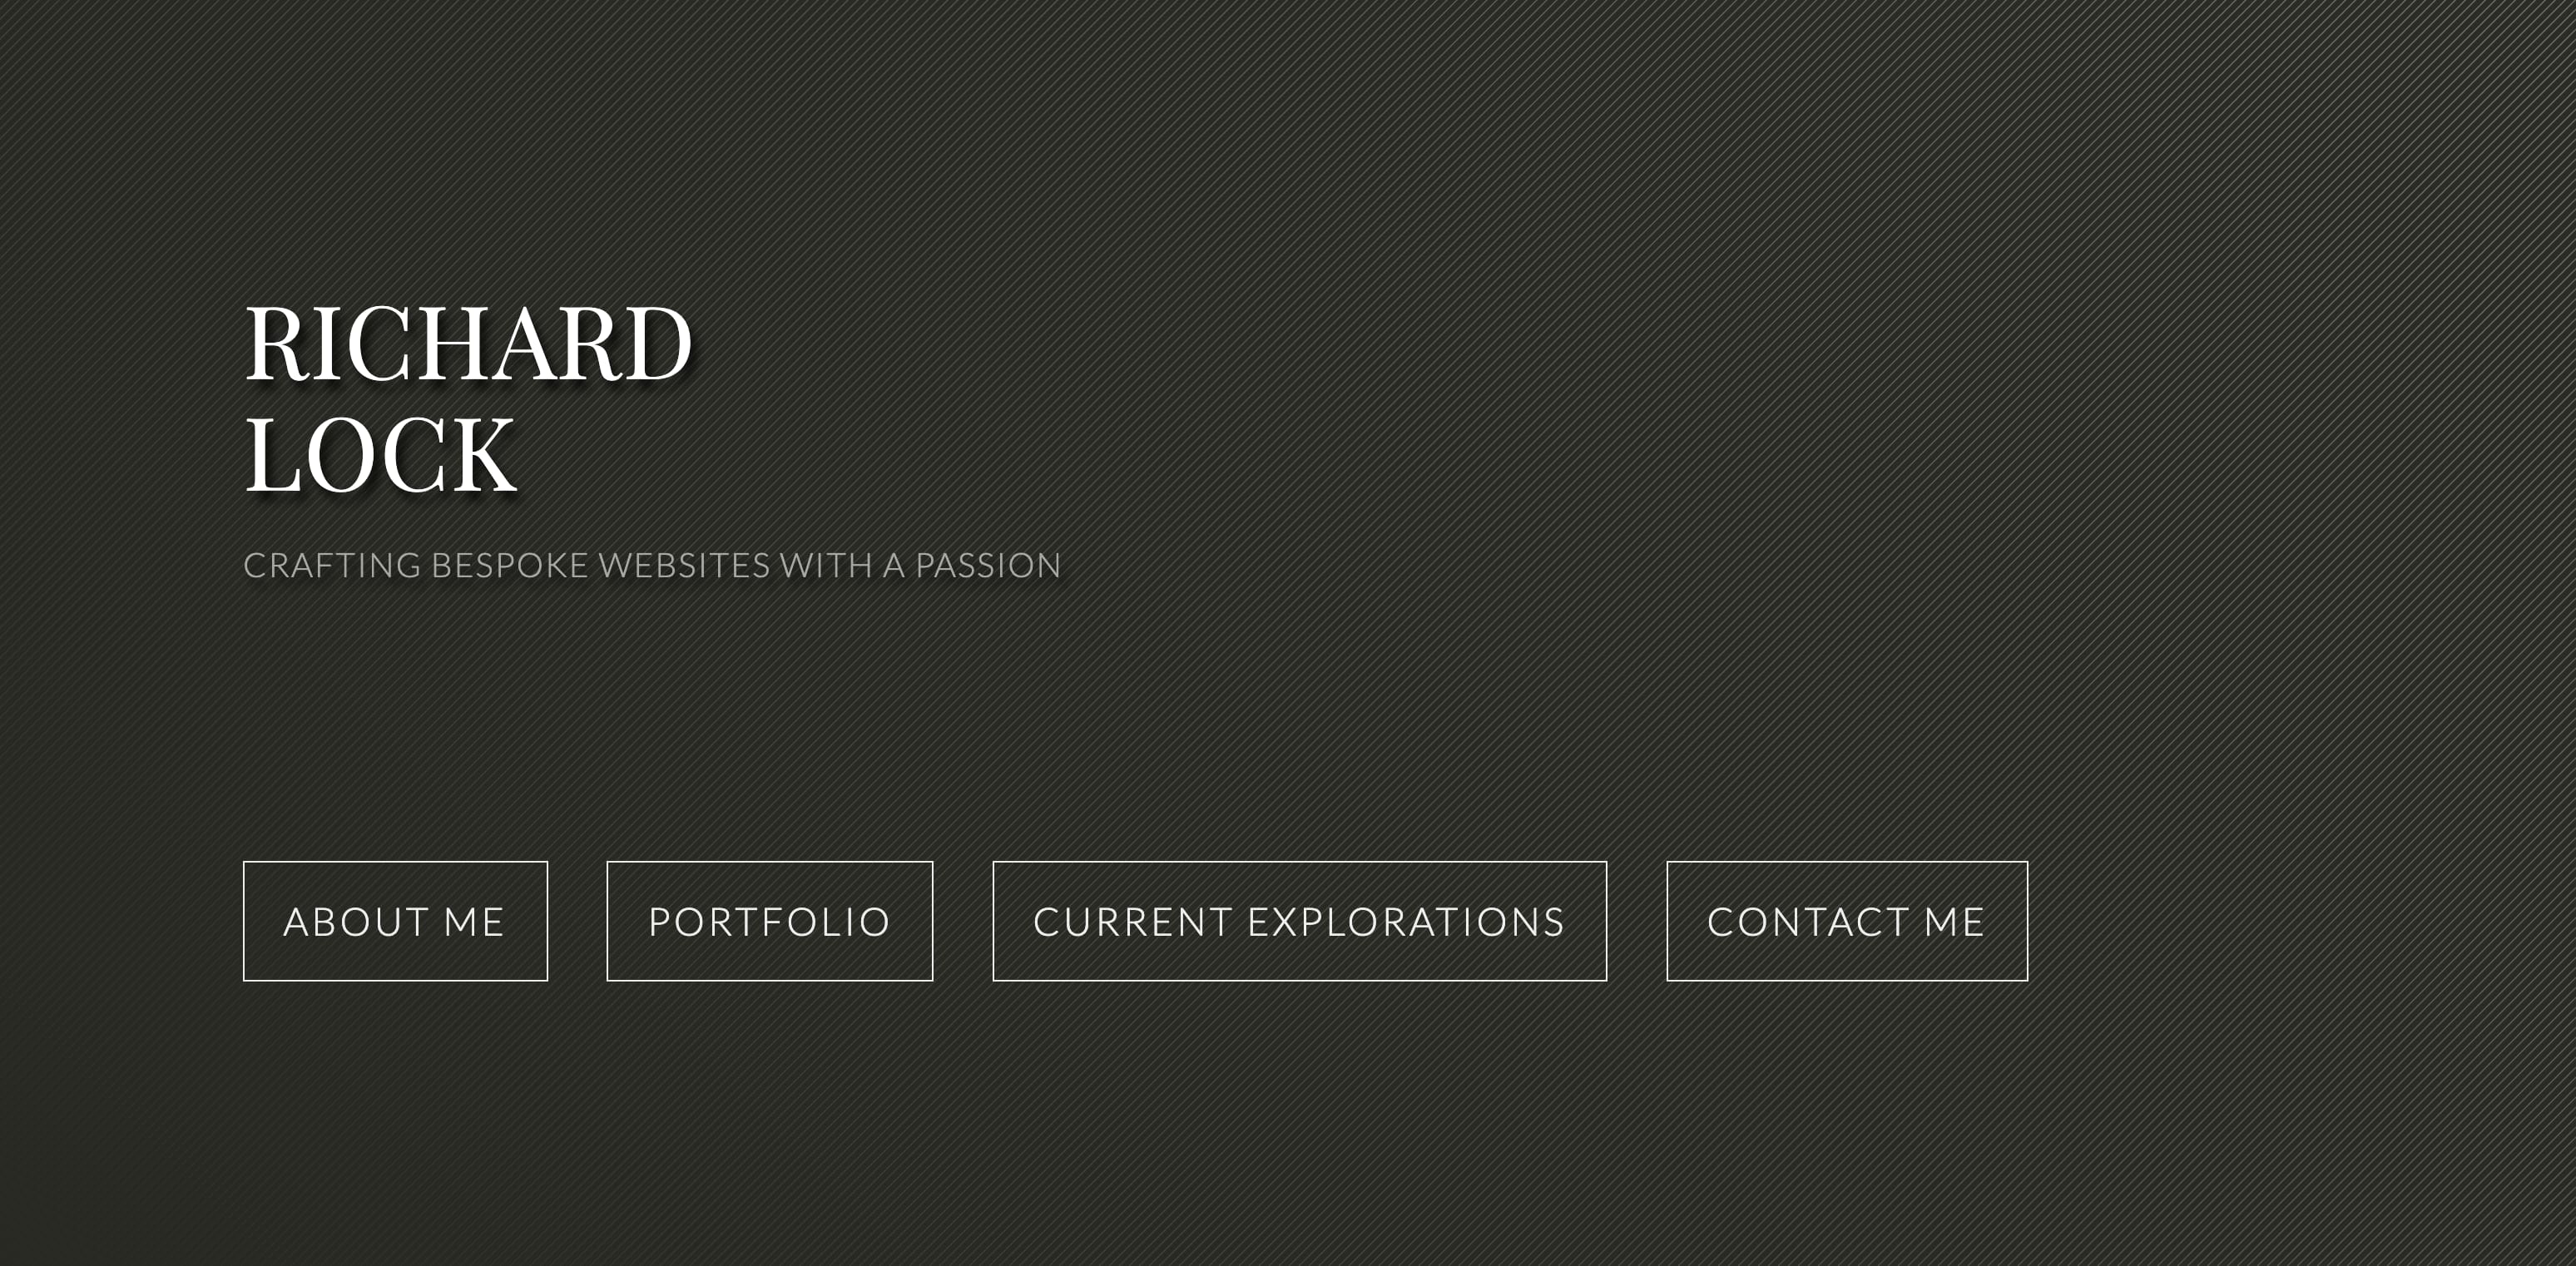 RICHARD
LOCK
CRAFTING BESPOKE WEBSITES WITH A PASSION
ABOUT ME
PORTFOLIO
CURRENT EXPLORATIONS
CONTACT ME